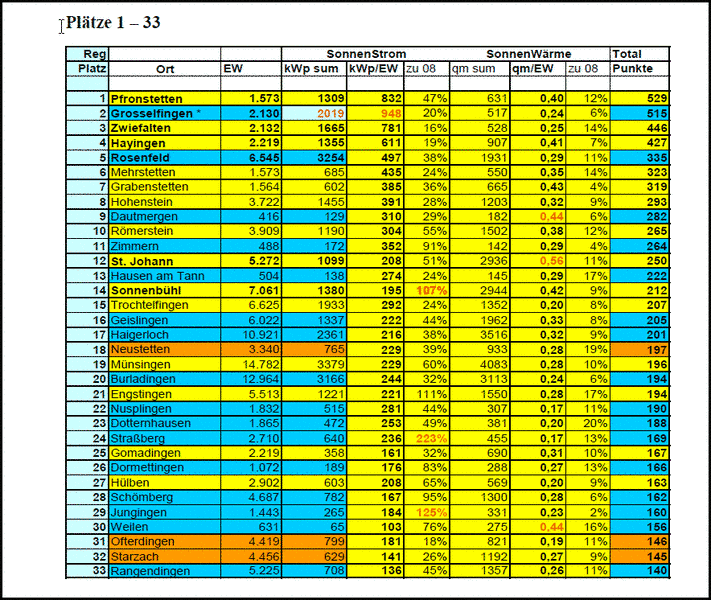 Plätze 1 – 33
Reg SonnenStrom SonnenWärme Total
Platz Ort EW kWp sum kWp/EW zu 08 qm sum qm/EW zu 08 Punkte
1 Pfronstetten 1.573 1309 832 47% 631 0,40 12% 529
2 Grosselfingen * 2.130 2019 948 20% 517 0,24 6% 515
3 Zwiefalten 2.132 1665 781 16% 528 0,25 14% 446
4 Hayingen 2.219 1355 611 19% 907 0,41 7% 427
5 Rosenfeld 6.545 3254 497 38% 1931 0,29 11% 335
6 Mehrstetten 1.573 685 435 24% 550 0,35 14% 323
7 Grabenstetten 1.564 602 385 36% 665 0,43 4% 319
8 Hohenstein 3.722 1455 391 28% 1203 0,32 9% 293
9 Dautmergen 416 129 310 29% 182 0,44 6% 282
10 Römerstein 3.909 1190 304 55% 1502 0,38 12% 265
11 Zimmern 488 172 352 91% 142 0,29 4% 264
12 St. Johann 5.272 1099 208 51% 2936 0,56 11% 250
13 Hausen am Tann 504 138 274 24% 145 0,29 17% 222
14 Sonnenbühl 7.061 1380 195 107% 2944 0,42 9% 212
15 Trochtelfingen 6.625 1933 292 24% 1352 0,20 8% 207
16 Geislingen 6.022 1337 222 44% 1962 0,33 8% 205
17 Haigerloch 10.921 2361 216 38% 3516 0,32 9% 201
18 Neustetten 3.340 765 229 39% 933 0,28 19% 197
19 Münsingen 14.782 3379 229 60% 4083 0,28 10% 196
20 Burladingen 12.964 3166 244 32% 3113 0,24 6% 194
21 Engstingen 5.513 1221 221 111% 1550 0,28 17% 194
22 Nusplingen 1.832 515 281 44% 307 0,17 11% 190
23 Dotternhausen 1.865 472 253 49% 381 0,20 20% 188
24 Straßberg 2.710 640 236 223% 455 0,17 13% 169
25 Gomadingen 2.219 358 161 32% 690 0,31 10% 167
26 Dormettingen 1.072 189 176 83% 288 0,27 13% 166
27 Hülben 2.902 603 208 65% 569 0,20 9% 163
28 Schömberg 4.687 782 167 95% 1300 0,28 6% 162
29 Jungingen 1.443 265 184 125% 331 0,23 2% 160
30 Weilen 631 65 103 76% 275 0,44 16% 156
31 Ofterdingen 4.419 799 181 18% 821 0,19 11% 146
32 Starzach 4.456 629 141 26% 1192 0,27 9% 145
33 Rangendingen 5.225 708 136 45% 1357 0,26 11% 140